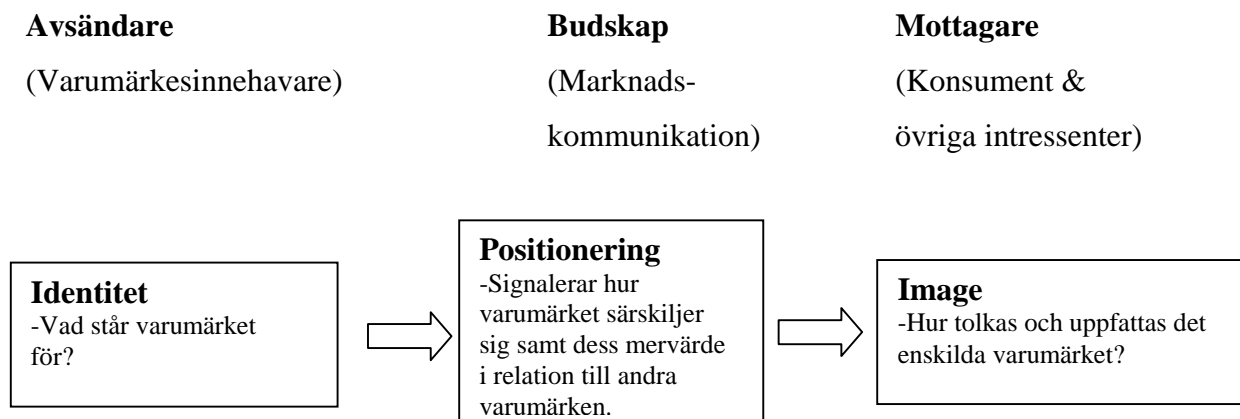 Avsändare
(Varumärkesinnehavare)
Budskap
(Marknads-
kommunikation)
Mottagare
(Konsument &
övriga intressenter)
Identitet
-Vad står varumärket
för?
Positionering
-Signalerar hur
varumärket särskiljer
sig samt dess mervärde
i relation till andra
varumärken.
Image
-Hur tolkas och uppfattas det
enskilda varumärket?